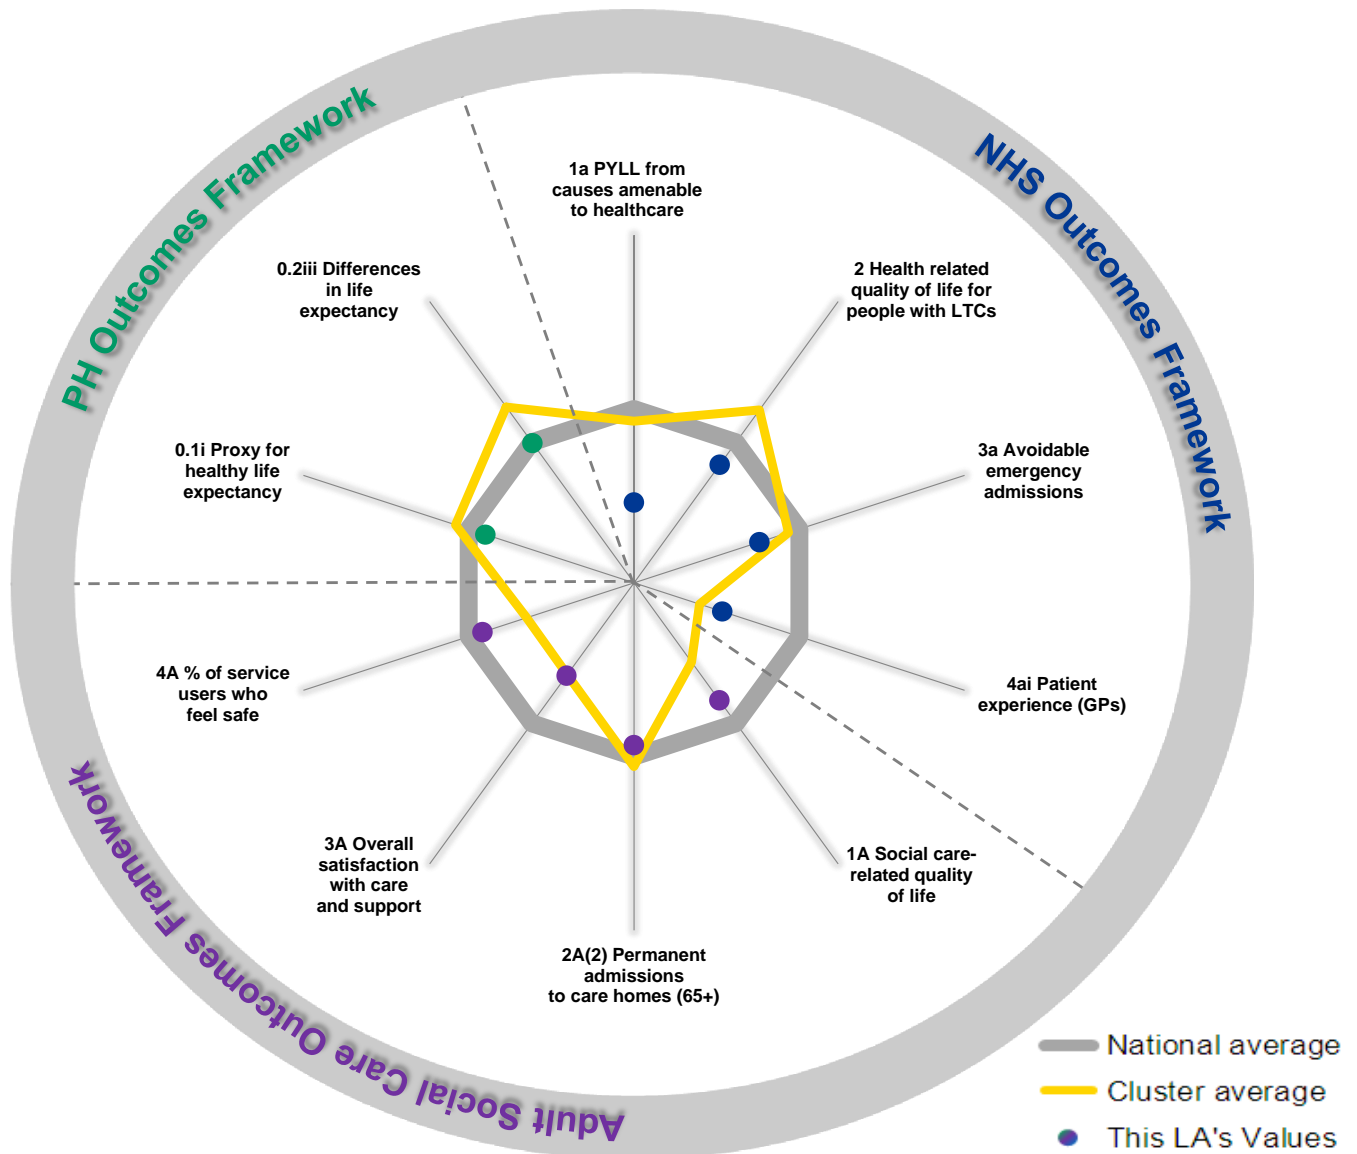 PH Outcomes Framework
NHS Outcomes Framework
1a PYLL from
causes amenable
to healthcare
0.2iii Differences
in life
expectancy
2 Health related
quality of life for
people with LTCs
0.1i Proxy for
healthy life
expectancy
3a Avoidable
emergency
admissions
4A % of service
users who
feel safe
4ai Patient
experience (GPs)
3A Overall
satisfaction
with care
and support
1A Social care-
related quality
of life
2A(2) Permanent
admissions
to care homes (65+)
Adult Social Care Outcomes Framework
National average
Cluster average
This LA's Values